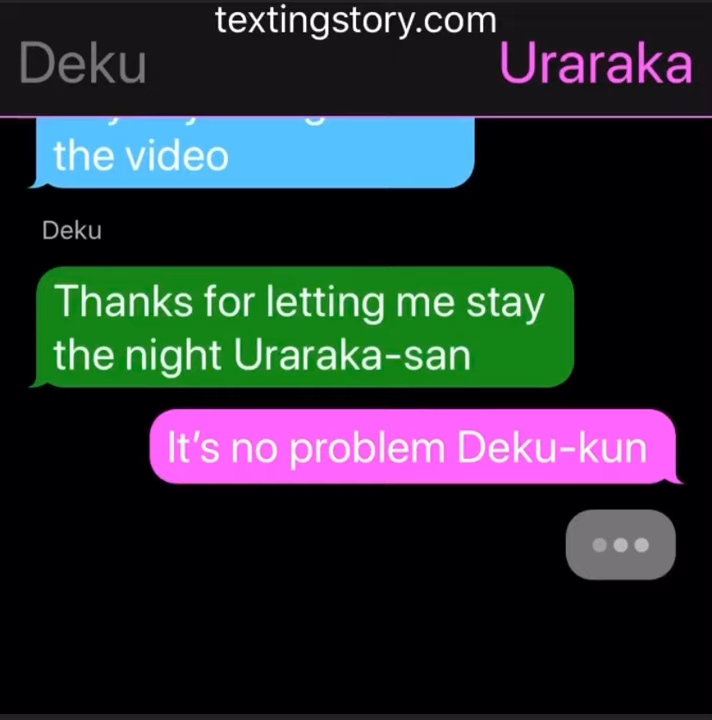 textingstory.com
Deku Uraraka
the video
Deku
Thanks for letting me stay
the night Uraraka-san
It's no problem Deku-kun